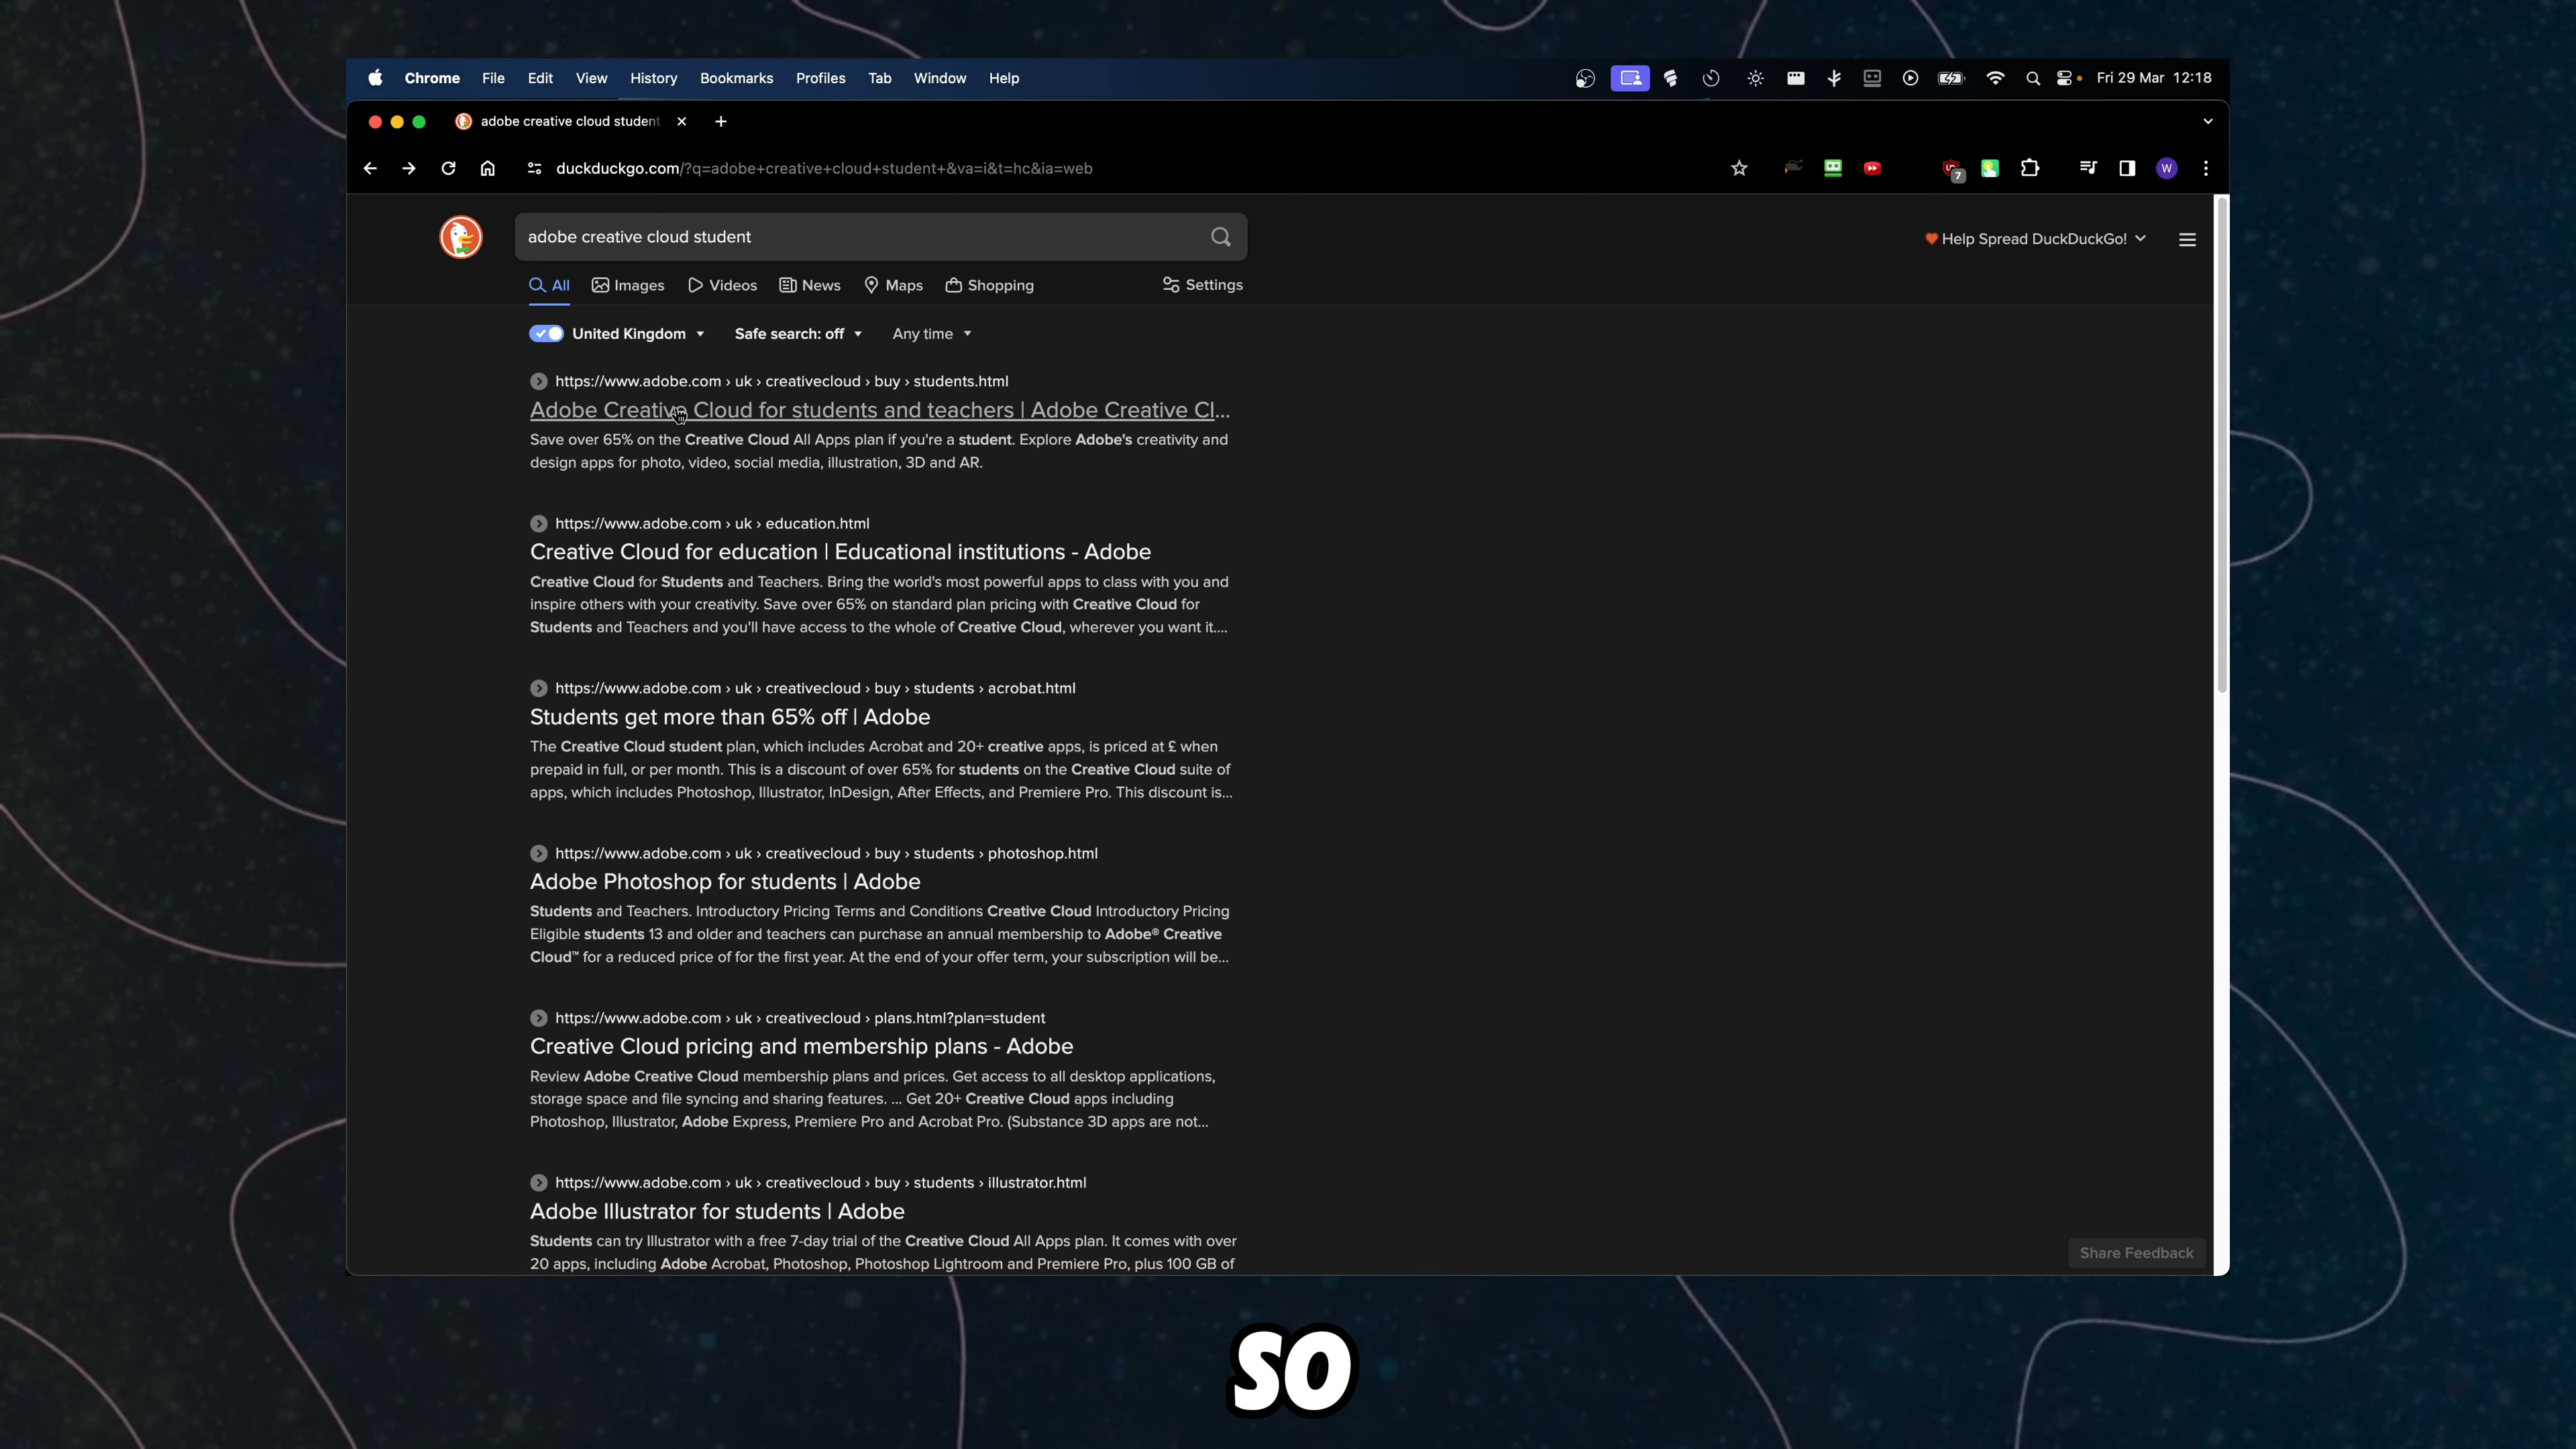 Chrome File Edit View History Bookmarks Profiles Tab Window Help
Fri 29 Mar 12:18
adobe creative cloud student
duckduckgo.com/?q=adobe+creative+cloud+student+&va=i&t=hc&ia=web
7
W
adobe creative cloud student
Help Spread DuckDuckGo!
All Images Videos News Maps Shopping Settings
United Kingdom Safe search: off Any time
https://www.adobe.com › uk › creativecloud › buy › students.html
Adobe Creative Cloud for students and teachers | Adobe Creative Cl...
Save over 65% on the Creative Cloud All Apps plan if you're a student. Explore Adobe's creativity and
design apps for photo, video, social media, illustration, 3D and AR.
https://www.adobe.com › uk › education.html
Creative Cloud for education | Educational institutions - Adobe
Creative Cloud for Students and Teachers. Bring the world's most powerful apps to class with you and
inspire others with your creativity. Save over 65% on standard plan pricing with Creative Cloud for
Students and Teachers and you'll have access to the whole of Creative Cloud, wherever you want it....
https://www.adobe.com › uk › creativecloud › buy › students › acrobat.html
Students get more than 65% off | Adobe
The Creative Cloud student plan, which includes Acrobat and 20+ creative apps, is priced at £ when
prepaid in full, or per month. This is a discount of over 65% for students on the Creative Cloud suite of
apps, which includes Photoshop, Illustrator, InDesign, After Effects, and Premiere Pro. This discount is...
https://www.adobe.com › uk › creativecloud › buy › students › photoshop.html
Adobe Photoshop for students | Adobe
Students and Teachers. Introductory Pricing Terms and Conditions Creative Cloud Introductory Pricing
Eligible students 13 and older and teachers can purchase an annual membership to Adobe® Creative
Cloud™ for a reduced price of for the first year. At the end of your offer term, your subscription will be...
https://www.adobe.com › uk › creativecloud › plans.html?plan=student
Creative Cloud pricing and membership plans - Adobe
Review Adobe Creative Cloud membership plans and prices. Get access to all desktop applications,
storage space and file syncing and sharing features. ... Get 20+ Creative Cloud apps including
Photoshop, Illustrator, Adobe Express, Premiere Pro and Acrobat Pro. (Substance 3D apps are not...
https://www.adobe.com › uk › creativecloud › buy › students › illustrator.html
Adobe Illustrator for students | Adobe
Students can try Illustrator with a free 7-day trial of the Creative Cloud All Apps plan. It comes with over
20 apps, including Adobe Acrobat, Photoshop, Photoshop Lightroom and Premiere Pro, plus 100 GB of
Share Feedback
SO